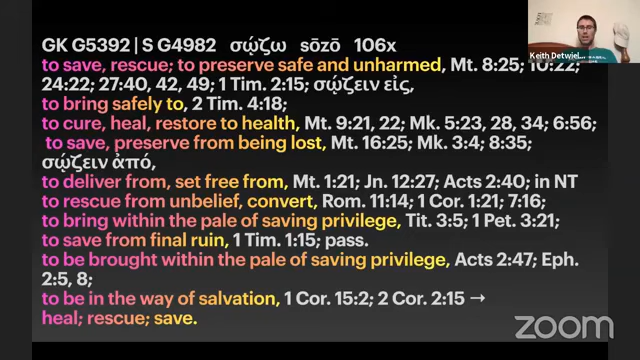 GK G5392 | S G4982 σῴζω sōzō 106x
to save, rescue; to preserve safe and unharmed, Mt. 8:25; 10:22;
24:22; 27:40, 42, 49; 1 Tim. 2:15; σῴζειν εἰς,
to bring safely to, 2 Tim. 4:18;
to cure, heal, restore to health, Mt. 9:21, 22; Mk. 5:23, 28, 34; 6:56;
to save, preserve from being lost, Mt. 16:25; Mk. 3:4; 8:35;
σῴζειν ἀπό,
to deliver from, set free from, Mt. 1:21; Jn. 12:27; Acts 2:40; in NT
to rescue from unbelief, convert, Rom. 11:14; 1 Cor. 1:21; 7:16;
to bring within the pale of saving privilege, Tit. 3:5; 1 Pet. 3:21;
to save from final ruin, 1 Tim. 1:15; pass.
to be brought within the pale of saving privilege, Acts 2:47; Eph.
2:5, 8;
to be in the way of salvation, 1 Cor. 15:2; 2 Cor. 2:15 →
heal; rescue; save.
Keith Detwiel...
zoom